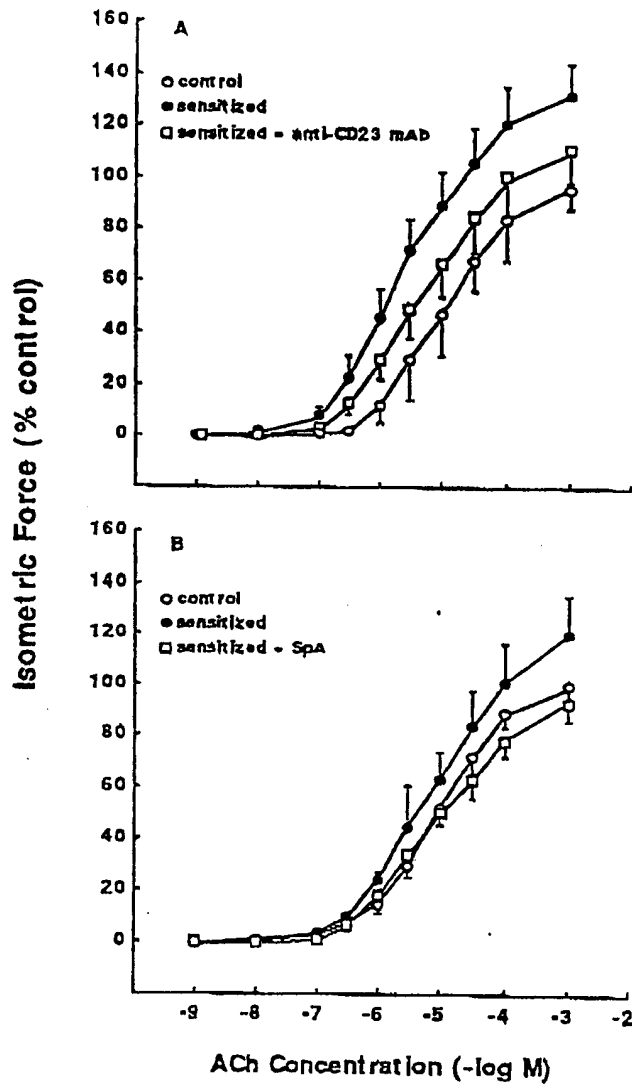 A
160
140
120
100
80
60
40
20
0
control
sensitized
sensitized - anti-CD23 mAb
Isometric Force (% control)
B
160
140
120
100
80
60
40
20
0
control
sensitized
sensitized - SpA
-9 -8 -7 -6 -5 -4 -3 -2
ACh Concentration (-log M)